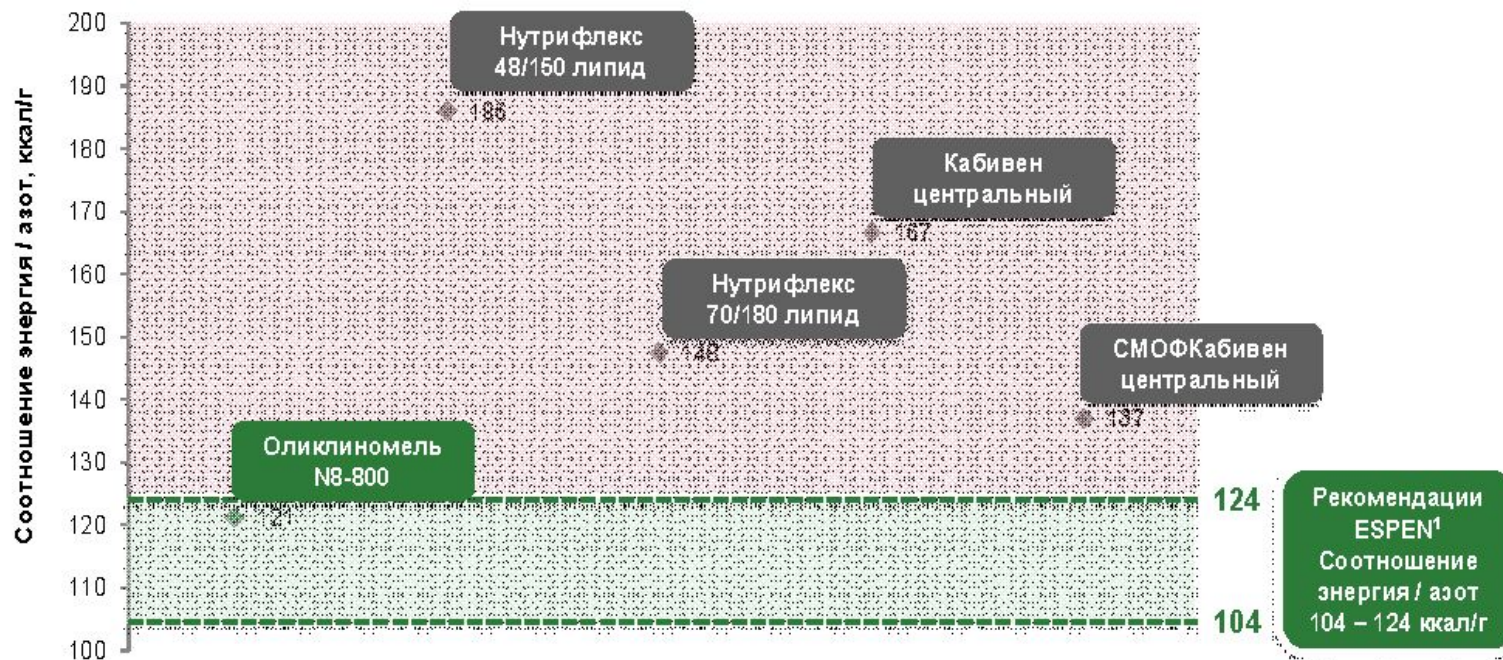 Соотношение энергия / азот, ккал/г
200
190
180
170
160
150
140
130
120
110
100
Нутрифлекс
48/150 липид
186
Кабивен
центральный
167
Нутрифлекс
70/180 липид
148
СМОФКабивен
центральный
137
Оликлиномель
N8-800
121
124
104
Рекомендации
ESPEN¹
Соотношение
энергия / азот
104 – 124 ккал/г